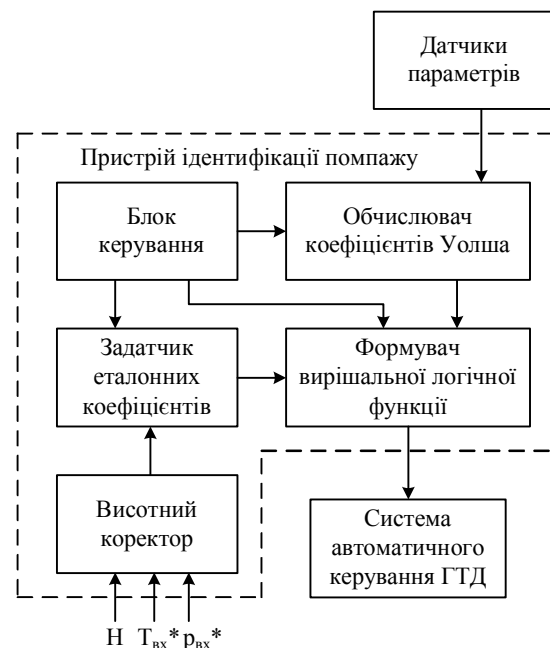 Датчики
параметрів
Пристрій ідентифікації помпажу
Блок
керування
Обчислювач
коефіцієнтів Уолша
Задатчик
еталонних
коефіцієнтів
Формувач
вирішальної логічної
функції
Висотний
коректор
Система
автоматичного
керування ГТД
H Tвх* pвх*